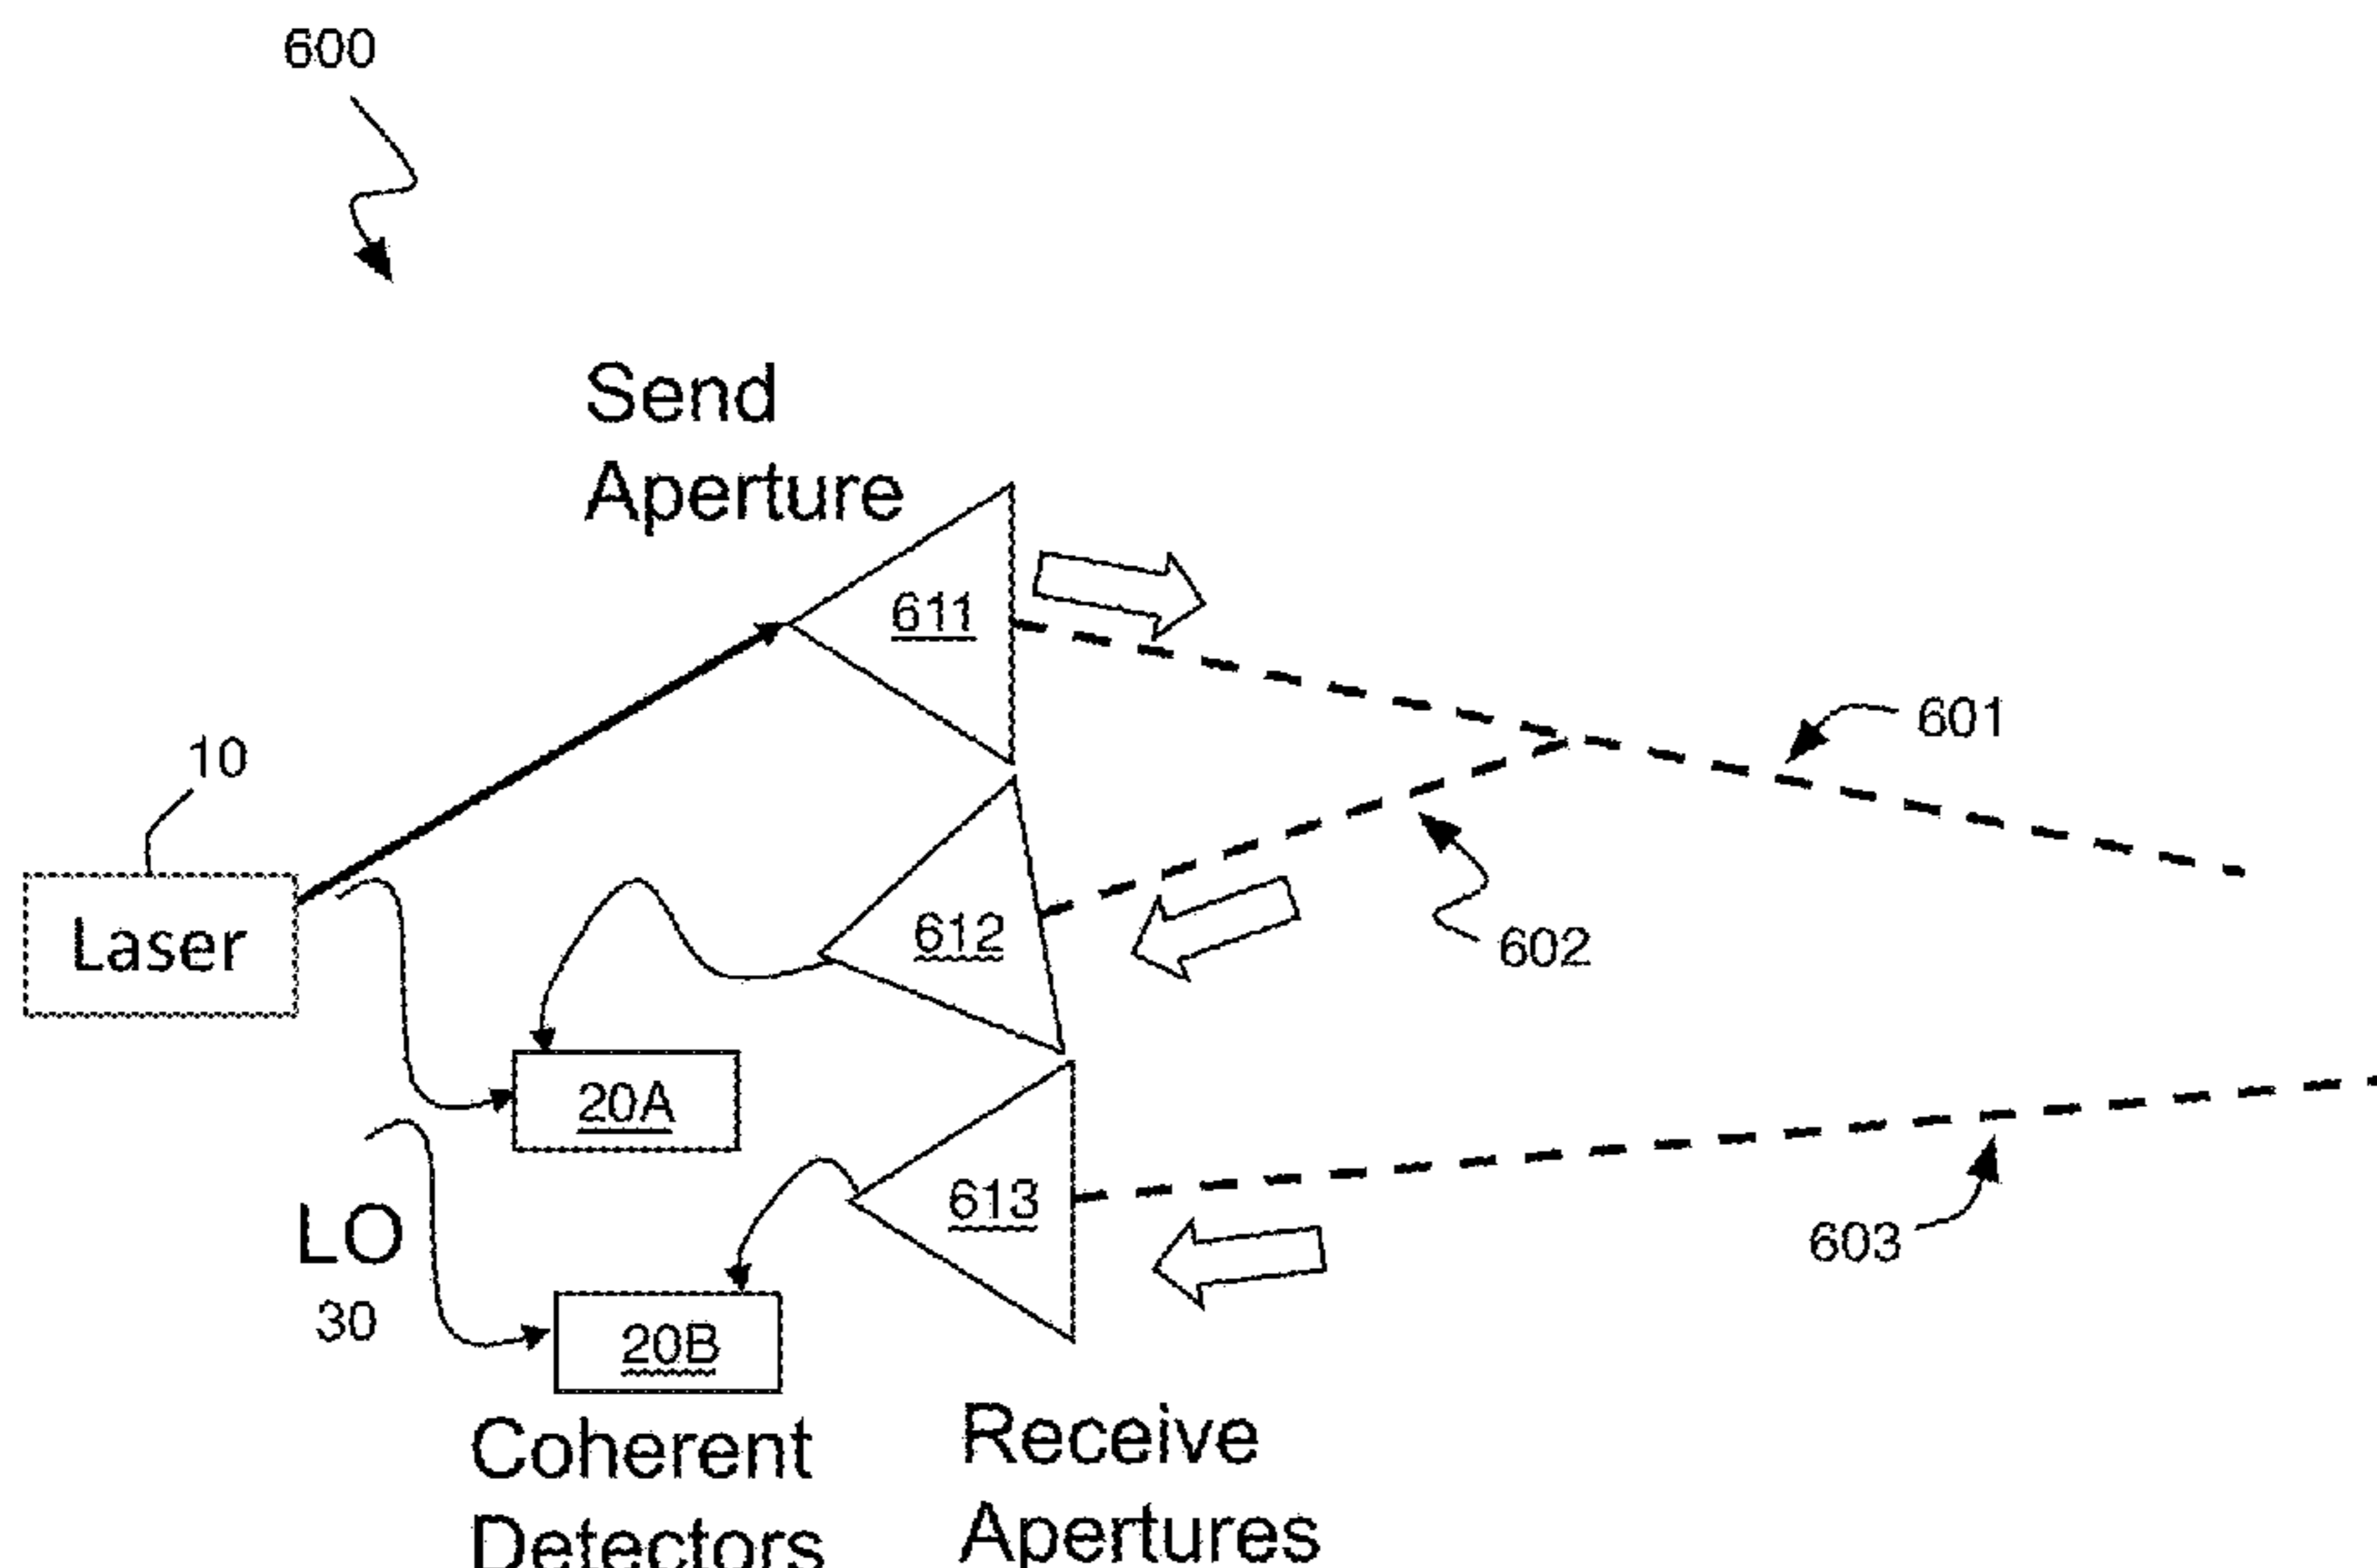 600
Send
Aperture
611
601
10
Laser
612
602
20A
613
LO
603
30
20B
Coherent
Detectors
Receive
Apertures